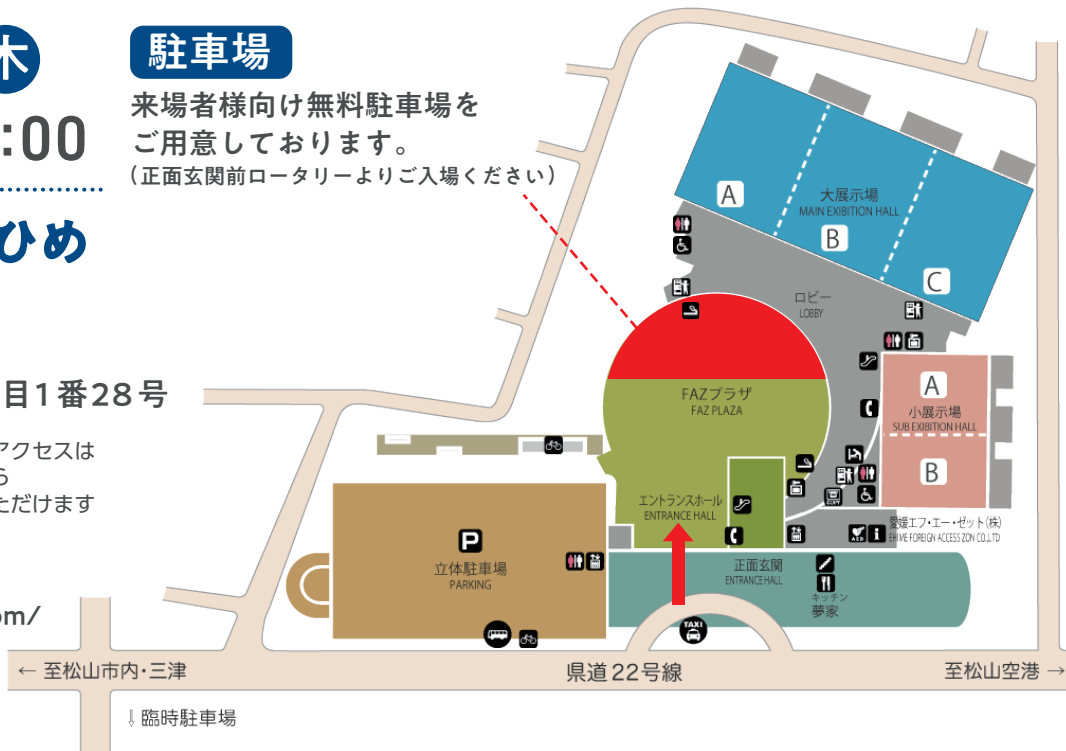 木
駐車場
来場者様向け無料駐車場を
ご用意しております。
(正面玄関前ロータリーよりご入場ください)
:00
ひめ
目1番28号
アクセスは
ら
ただけます
om/
A
大展示場
MAIN EXIBITION HALL
B
C
ロビー
LOBBY
FAZプラザ
FAZ PLAZA
A
小展示場
SUB EXIBITION HALL
B
エントランスホール
ENTRANCE HALL
COPY
AED
i
愛媛エフ・エー・ゼット(株)
EHIME FOREIGN ACCESS ZON CO.,LTD
P
立体駐車場
PARKING
正面玄関
ENTRANCE HALL
キッチン
夢家
TAXI
← 至松山市内・三津
県道22号線
至松山空港 →
⇩ 臨時駐車場